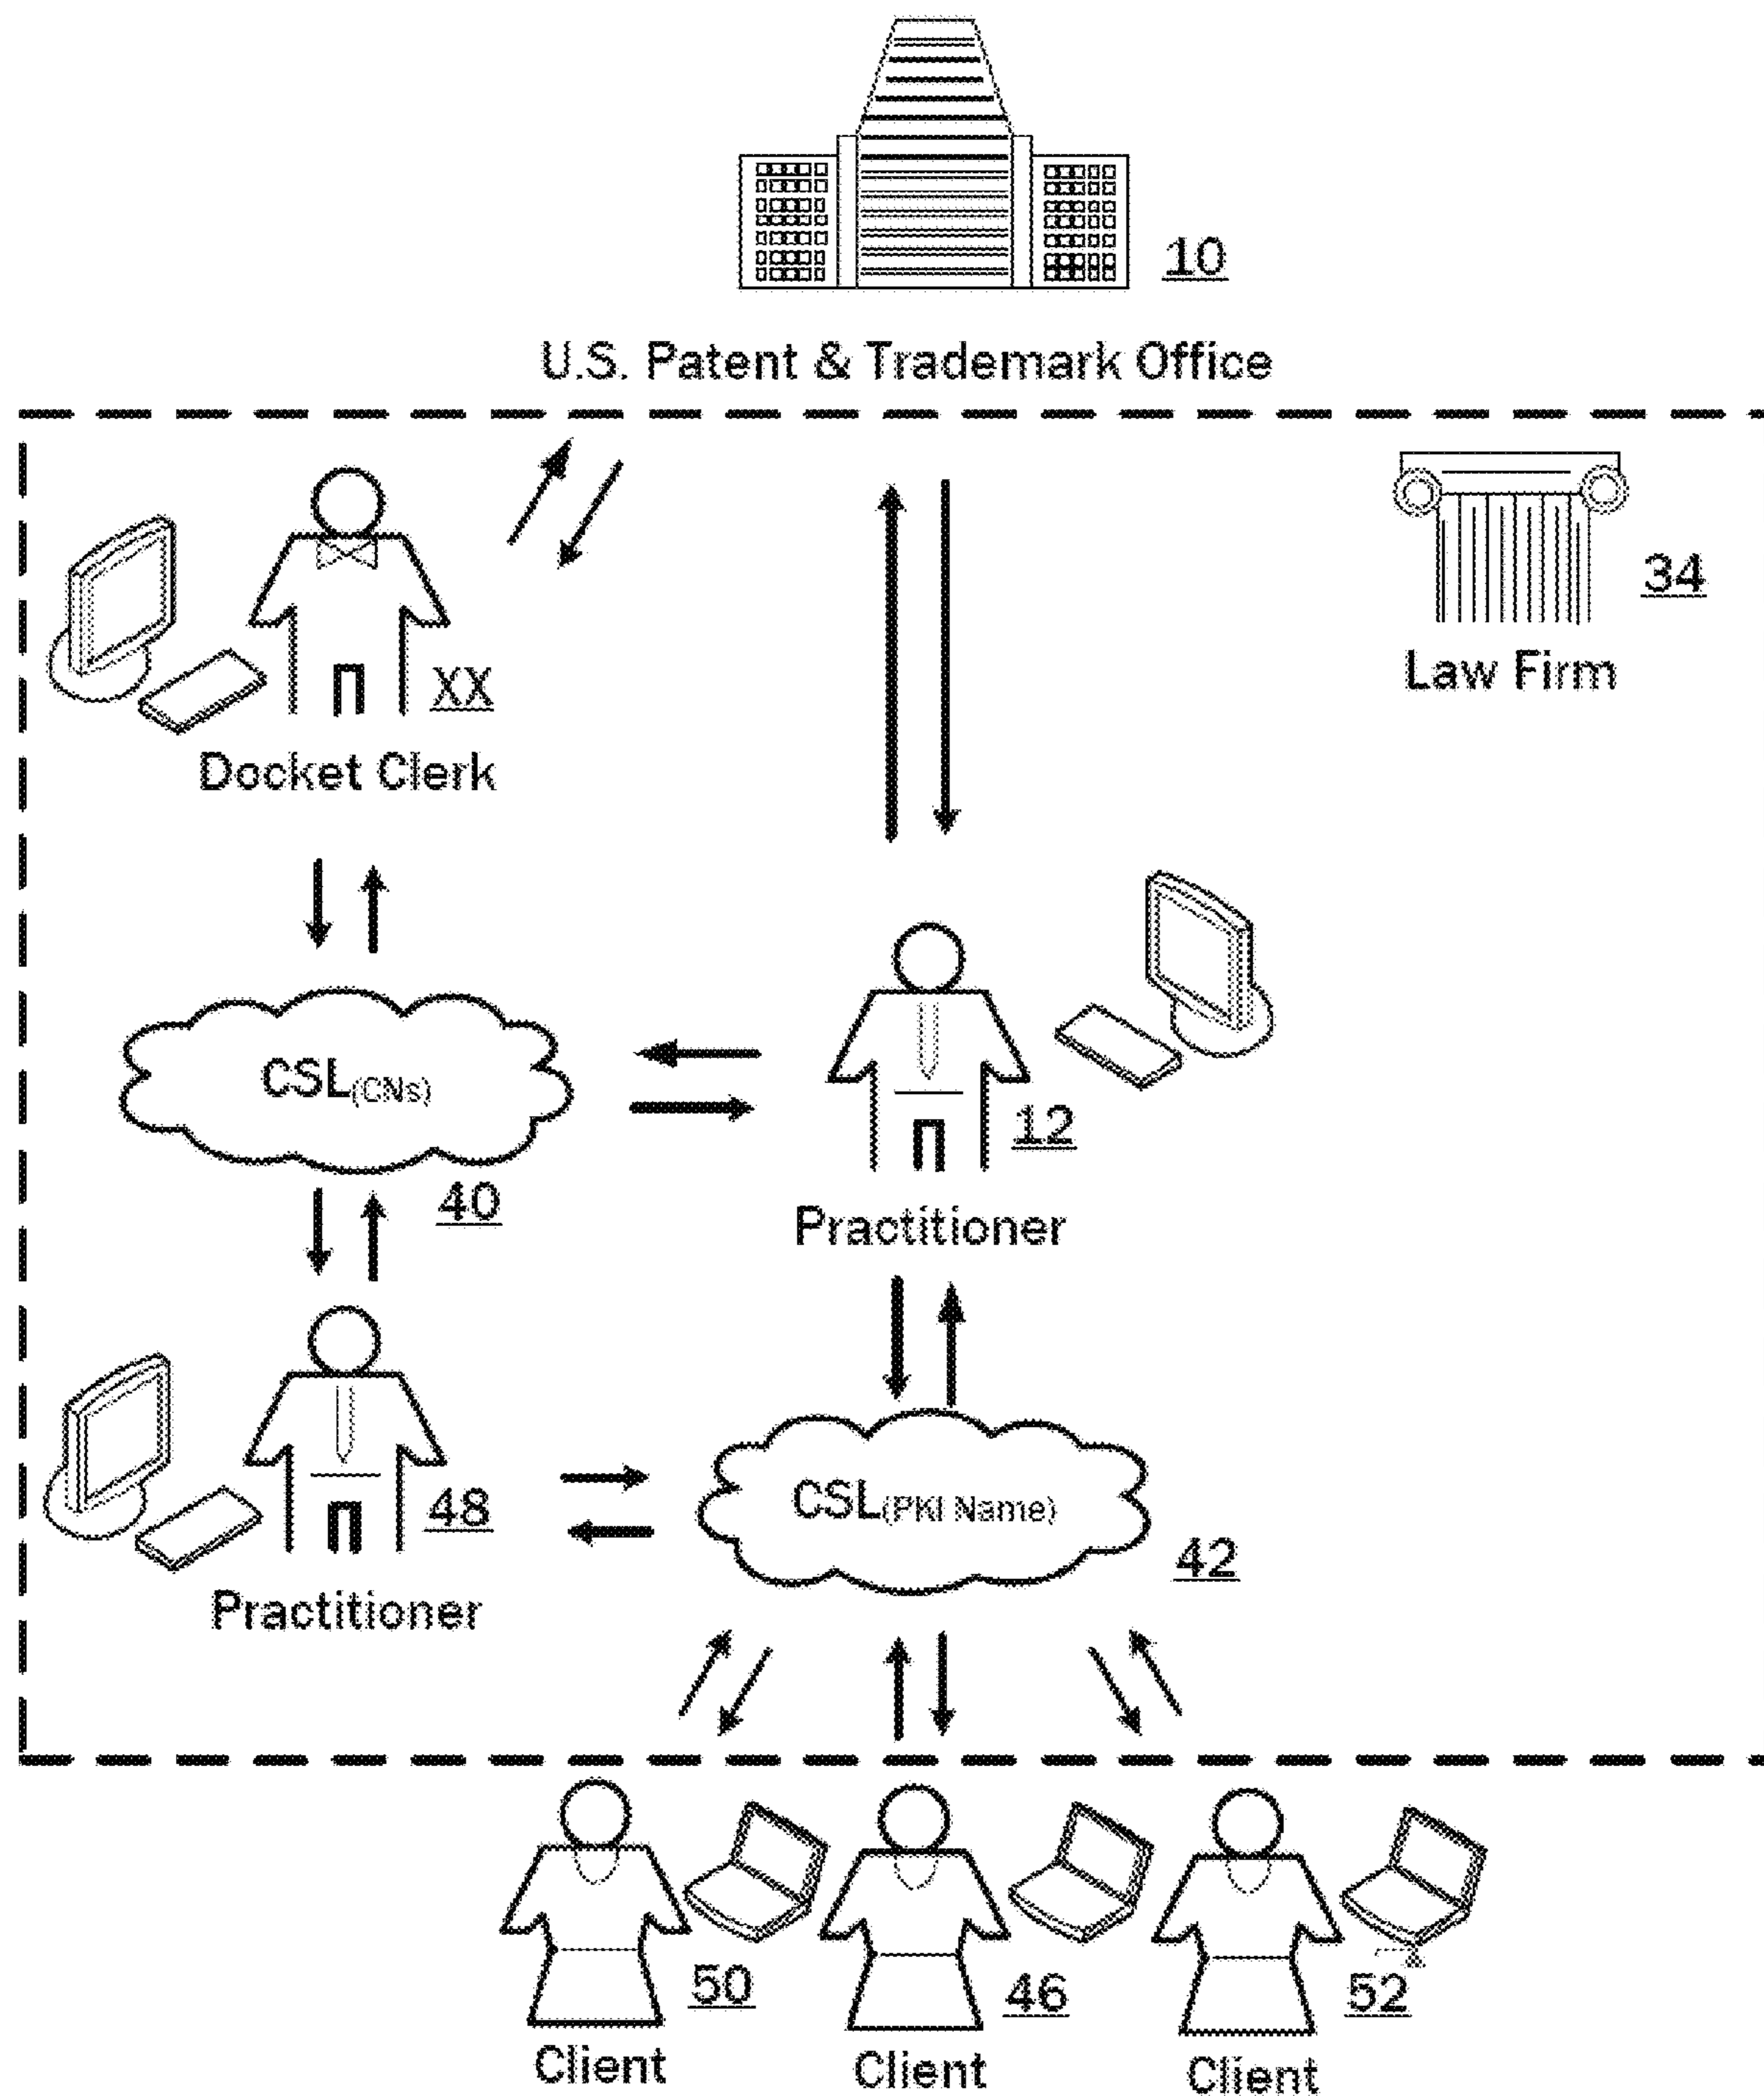 10
U.S. Patent & Trademark Office
34
Law Firm
XX
Docket Clerk
CSL(CNs)
12
40
Practitioner
CSL(PKI Name)
48
42
Practitioner
50
46
52
Client
Client
Client